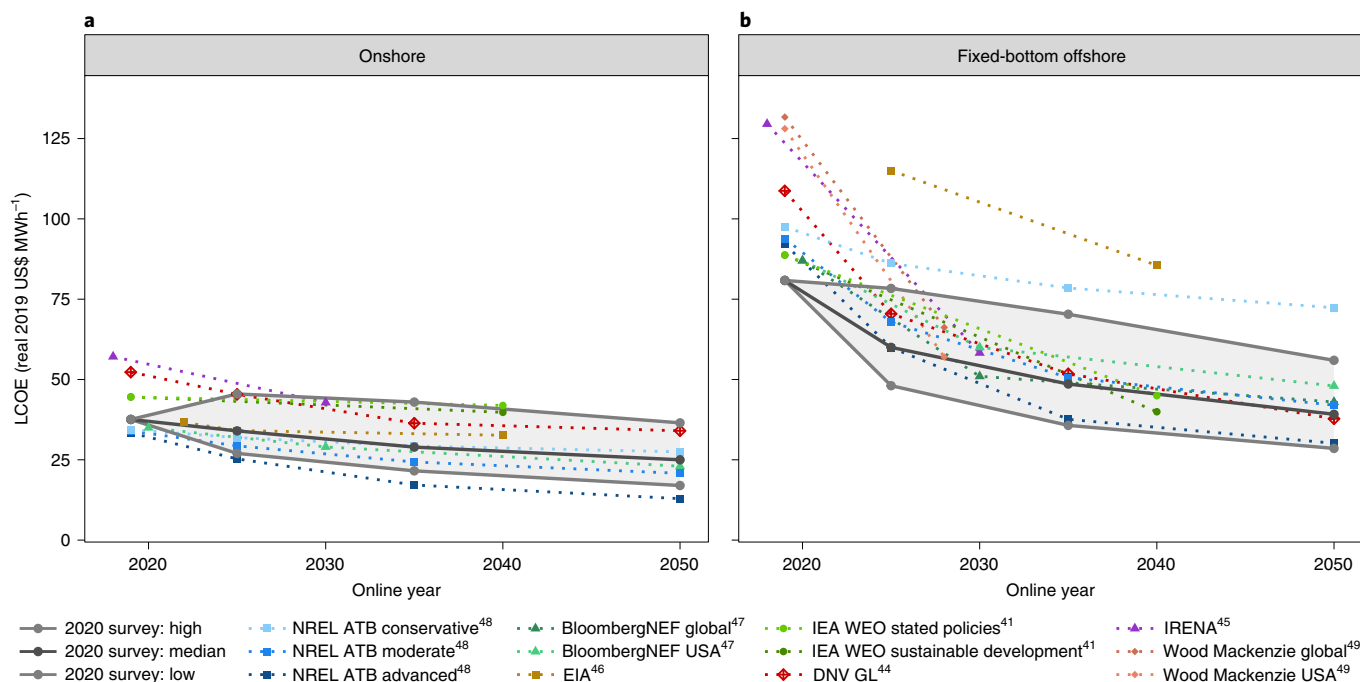 a
b
Onshore
Fixed-bottom offshore
LCOE (real 2019 US$ MWh⁻¹)
125
100
75
50
25
0
2020 2030 2040 2050
2020 2030 2040 2050
Online year
Online year
2020 survey: high
2020 survey: median
2020 survey: low
NREL ATB conservative⁴⁸
NREL ATB moderate⁴⁸
NREL ATB advanced⁴⁸
BloombergNEF global⁴⁷
BloombergNEF USA⁴⁷
EIA⁴⁶
IEA WEO stated policies⁴¹
IEA WEO sustainable development⁴¹
DNV GL⁴⁴
IRENA⁴⁵
Wood Mackenzie global⁴⁹
Wood Mackenzie USA⁴⁹